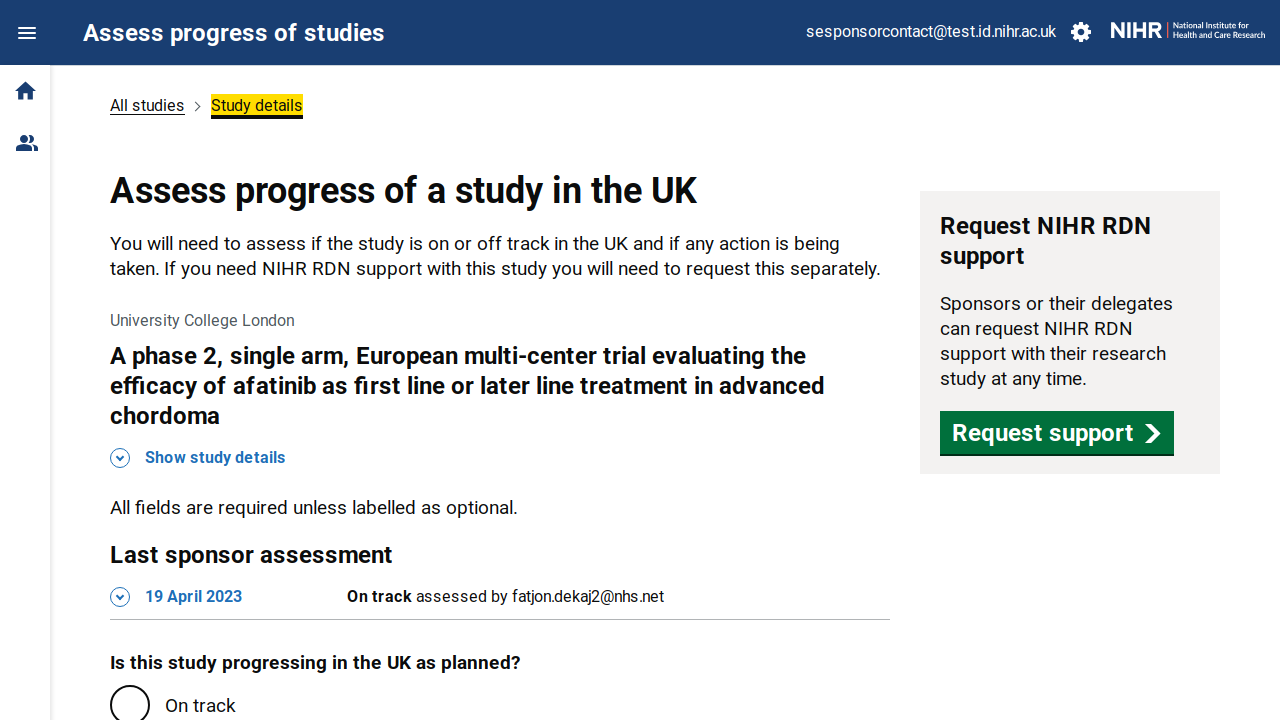 Assess progress of studies
sesponsorcontact@test.id.nihr.ac.uk
NIHR
National Institute for
Health and Care Research
All studies
Study details
Assess progress of a study in the UK
You will need to assess if the study is on or off track in the UK and if any action is being
taken. If you need NIHR RDN support with this study you will need to request this separately.
University College London
A phase 2, single arm, European multi-center trial evaluating the
efficacy of afatinib as first line or later line treatment in advanced
chordoma
Show study details
All fields are required unless labelled as optional.
Last sponsor assessment
19 April 2023
On track assessed by fatjon.dekaj2@nhs.net
Is this study progressing in the UK as planned?
On track
Request NIHR RDN
support
Sponsors or their delegates
can request NIHR RDN
support with their research
study at any time.
Request support